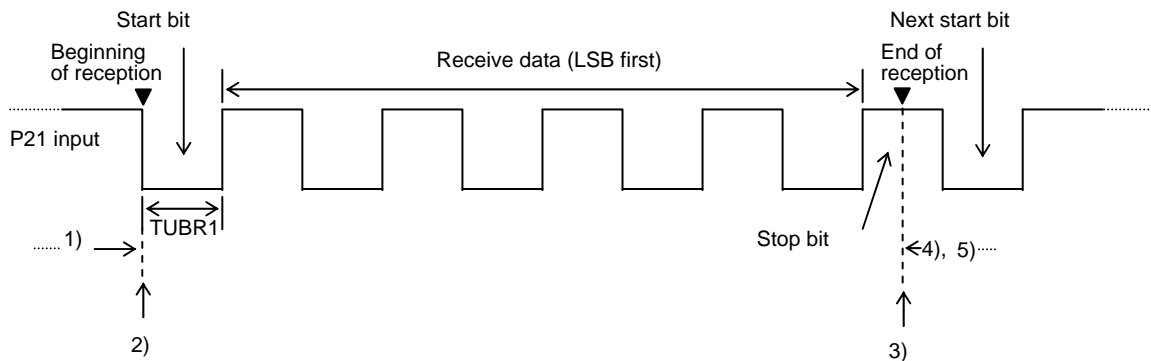 Start bit
Next start bit
Beginning
of reception
Receive data (LSB first)
End of
reception
P21 input
TUBR1
Stop bit
1)
4), 5)
2)
3)